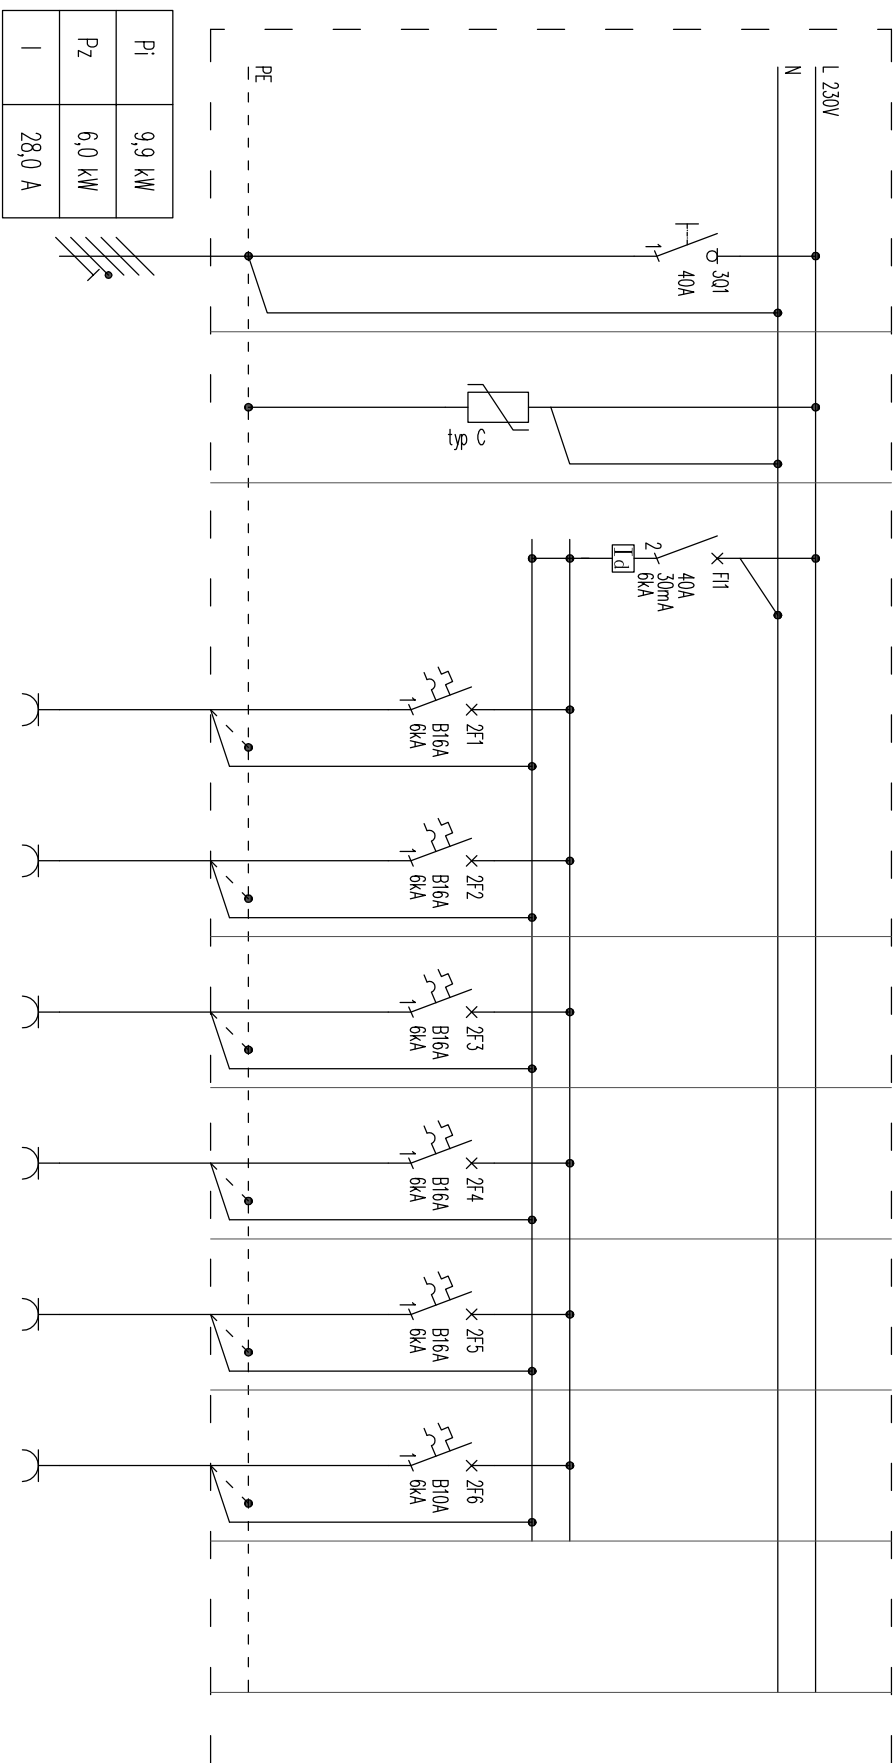 L 230V
N
PE
Pi 9,9 kW
Pz 6,0 kW
I 28,0 A
3Q1
40A
1
typ C
FI1
40A
30mA
6kA
2
Id
2F1
B16A
6kA
1
2F2
B16A
6kA
1
2F3
B16A
6kA
1
2F4
B16A
6kA
1
2F5
B16A
6kA
1
2F6
B10A
6kA
1